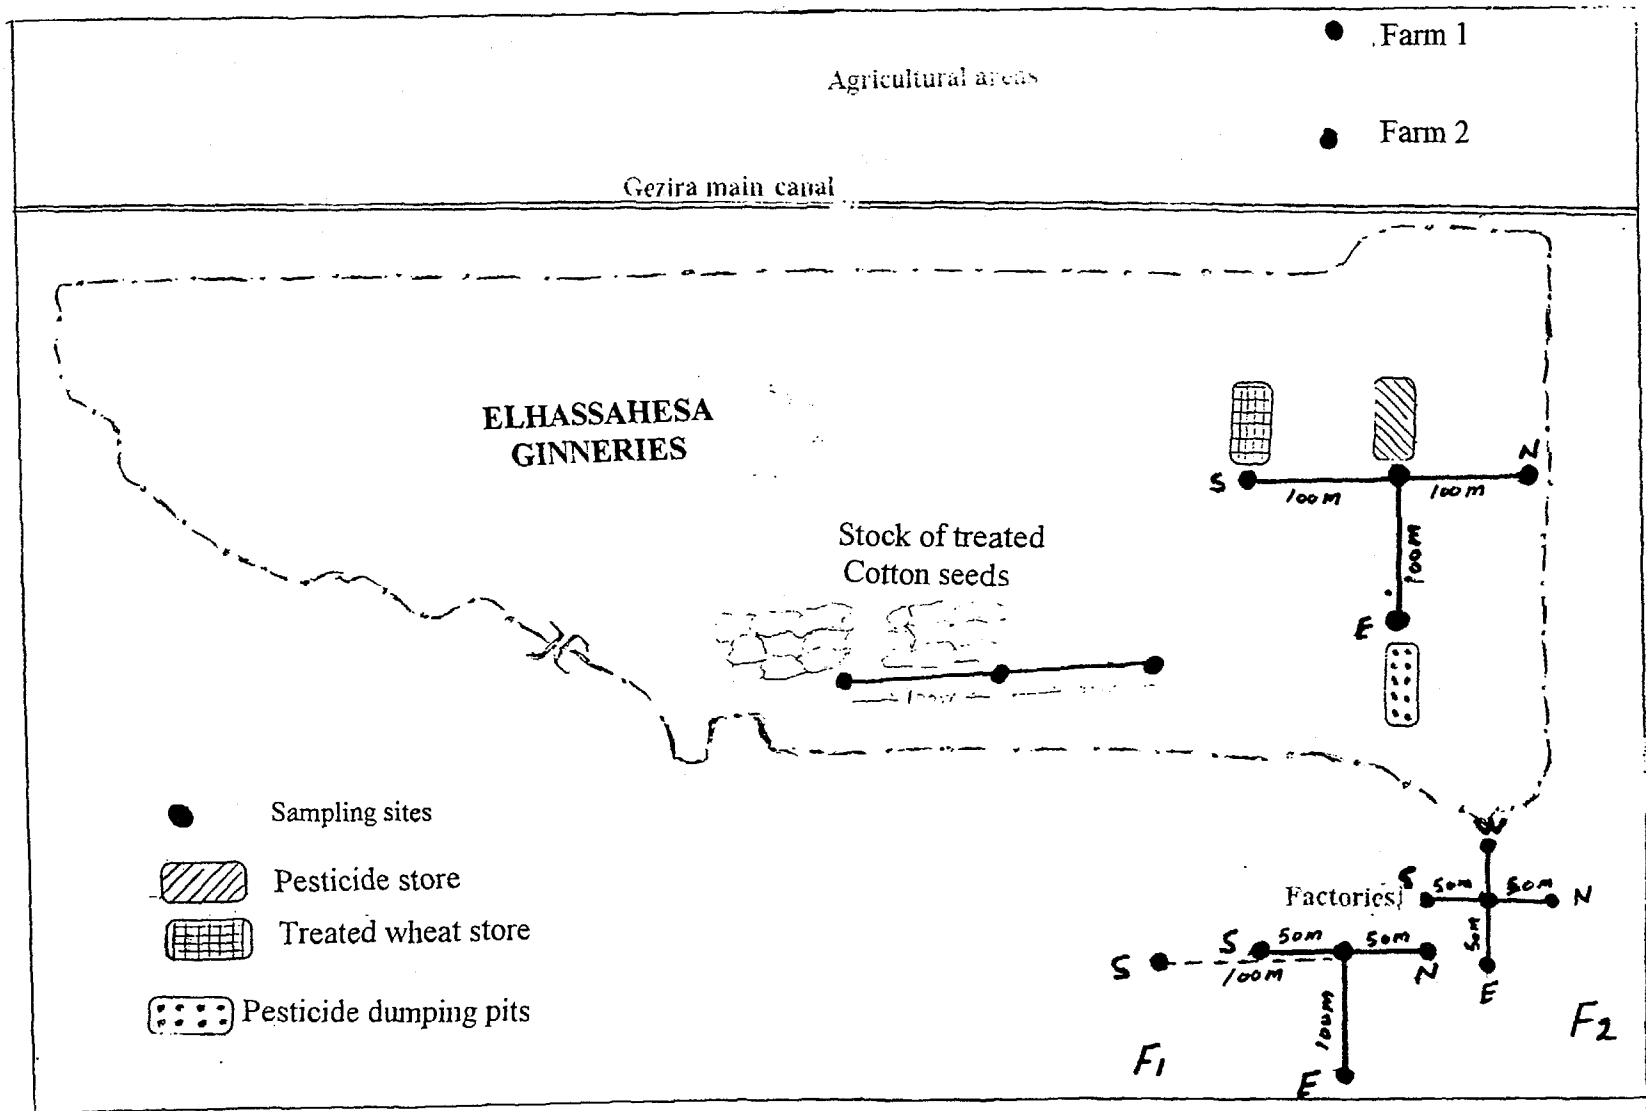 Farm 1
Agricultural areas
Farm 2
Gezira main canal
ELHASSAHESA
GINNERIES
N
S
100m
100m
100m
E
Stock of treated
Cotton seeds
100m
Sampling sites
Pesticide store
Treated wheat store
Pesticide dumping pits
W
Factories
S
50m
50m
N
50m
E
S
S
50m
50m
N
100m
100m
E
F1
F2